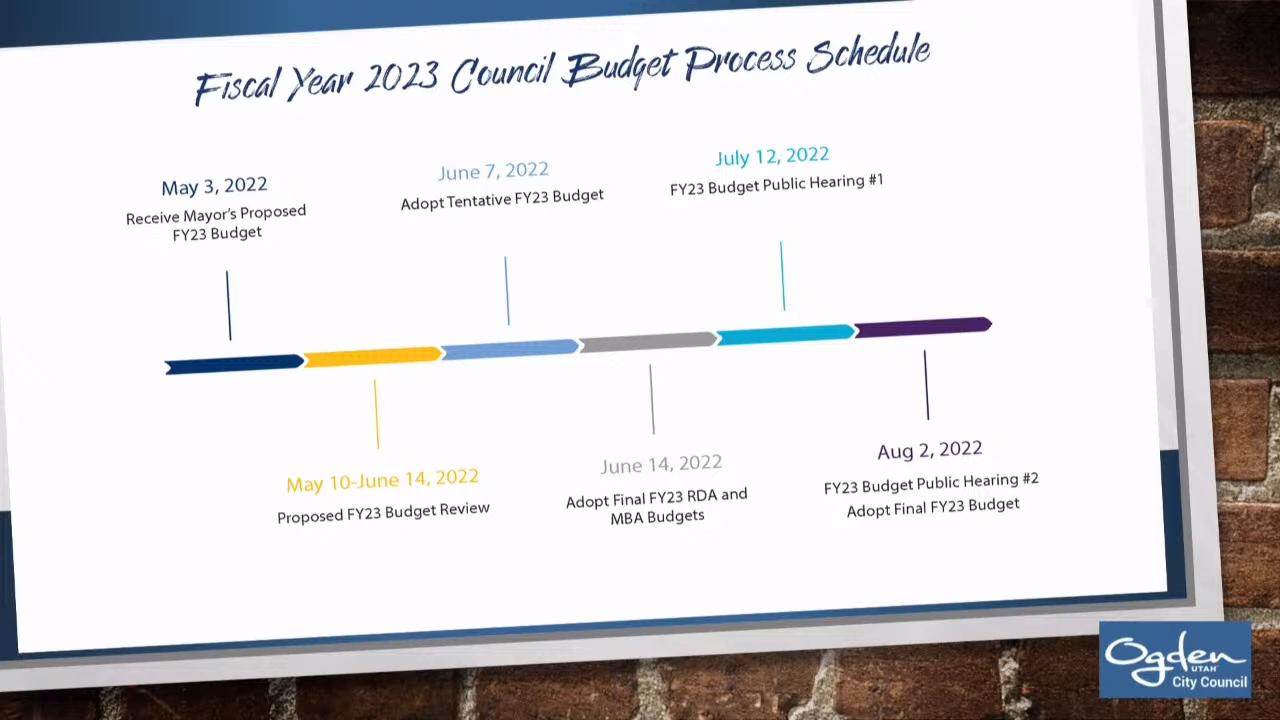 Fiscal Year 2023 Council Budget Process Schedule
May 3, 2022
Receive Mayor's Proposed
FY23 Budget
June 7, 2022
Adopt Tentative FY23 Budget
July 12, 2022
FY23 Budget Public Hearing #1
May 10-June 14, 2022
Proposed FY23 Budget Review
June 14, 2022
Adopt Final FY23 RDA and
MBA Budgets
Aug 2, 2022
FY23 Budget Public Hearing #2
Adopt Final FY23 Budget
Ogden
UTAH
City Council